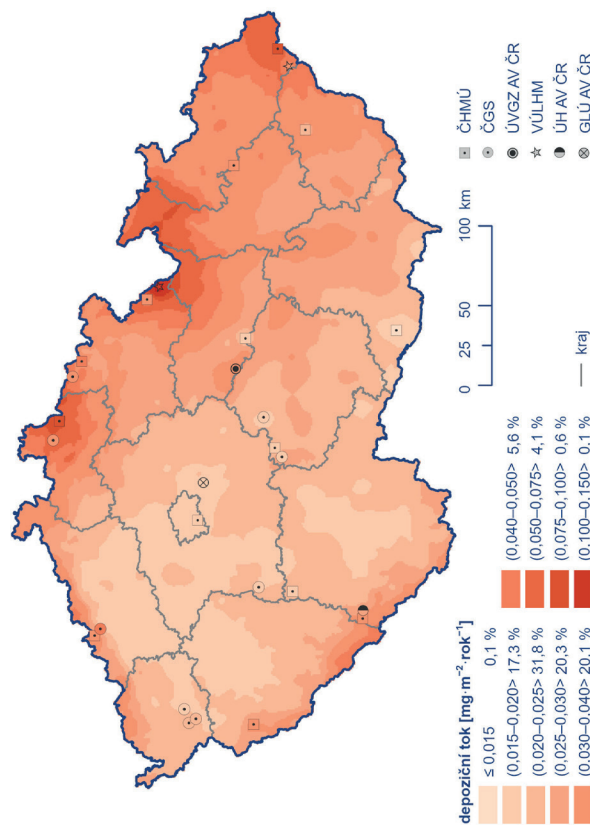 depoziční tok [mg·m⁻²·rok⁻¹]
≤ 0,015 0,1 %
(0,015–0,020> 17,3 %
(0,020–0,025> 31,8 %
(0,025–0,030> 20,3 %
(0,030–0,040> 20,1 %
(0,040–0,050> 5,6 %
(0,050–0,075> 4,1 %
(0,075–0,100> 0,6 %
(0,100–0,150> 0,1 %
kraj
0 25 50 100 km
ČHMÚ
ČGS
ÚVGZ AV ČR
VÚLHM
ÚH AV ČR
GLÚ AV ČR